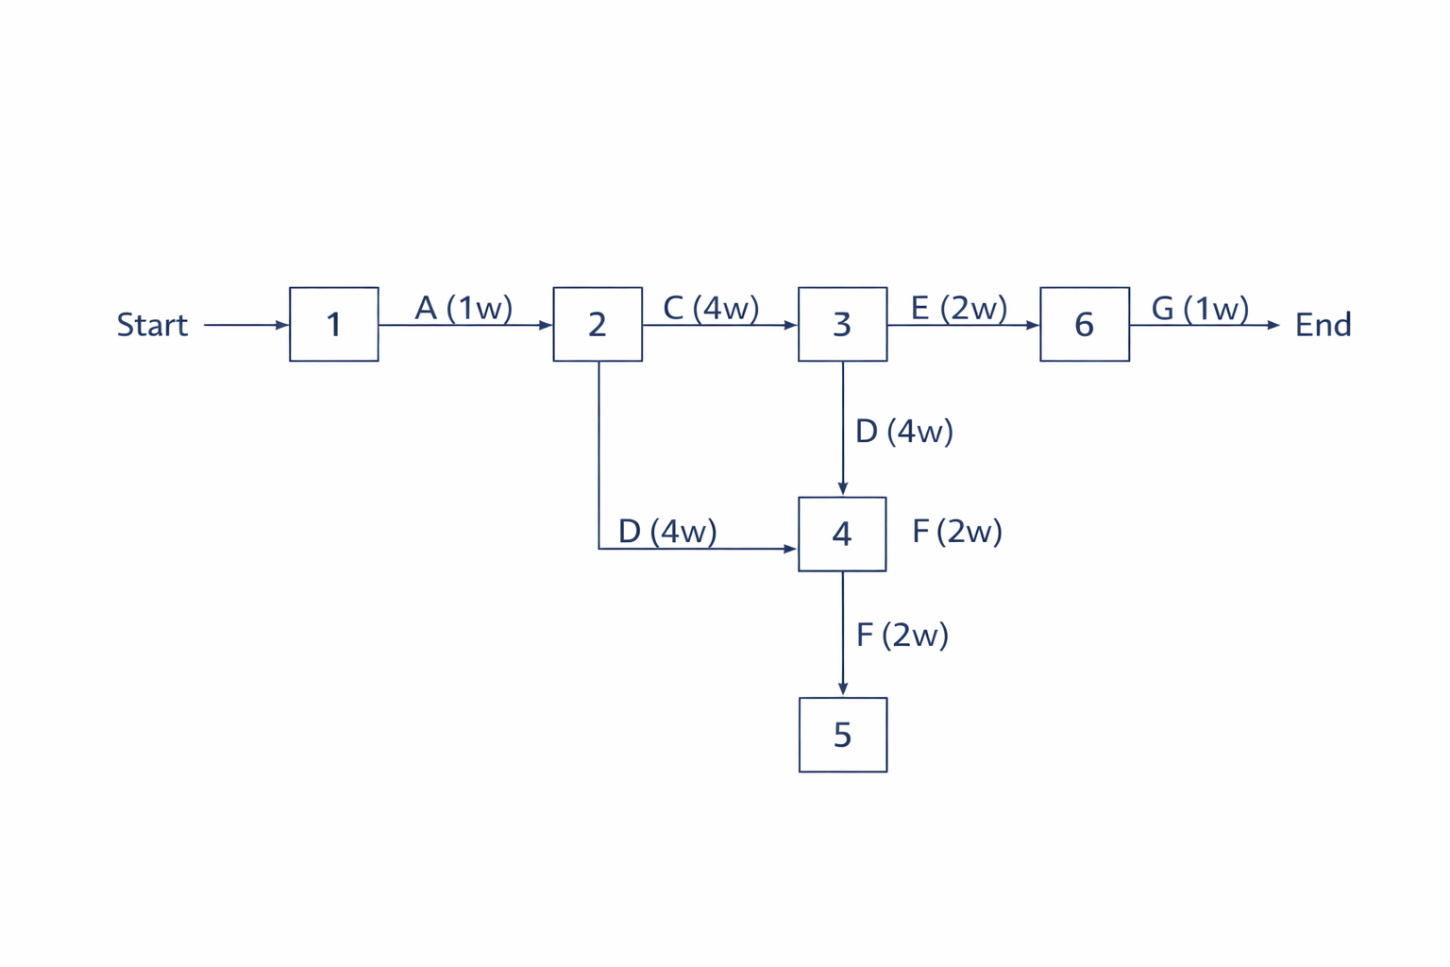 Start
1
A (1w)
2
C (4w)
3
E (2w)
6
G (1w)
End
D (4w)
D (4w)
4
F (2w)
F (2w)
5